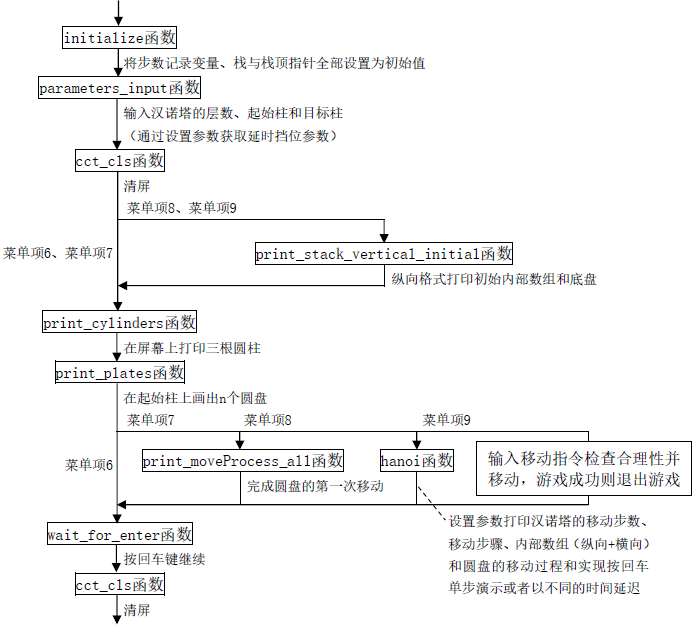 initialize函数
将步数记录变量、栈与栈顶指针全部设置为初始值
parameters_input函数
输入汉诺塔的层数、起始柱和目标柱
（通过设置参数获取延时挡位参数）
cct_cls函数
清屏
菜单项8、菜单项9
菜单项6、菜单项7
print_stack_vertical_initial函数
纵向格式打印初始内部数组和底盘
print_cylinders函数
在屏幕上打印三根圆柱
print_plates函数
在起始柱上画出n个圆盘
菜单项7
菜单项8
菜单项9
菜单项6
print_moveProcess_all函数
hanoi函数
输入移动指令检查合理性并
移动，游戏成功则退出游戏
完成圆盘的第一次移动
设置参数打印汉诺塔的移动步数、
移动步骤、内部数组（纵向+横向）
和圆盘的移动过程和实现按回车
单步演示或者以不同的时间延迟
wait_for_enter函数
按回车键继续
cct_cls函数
清屏